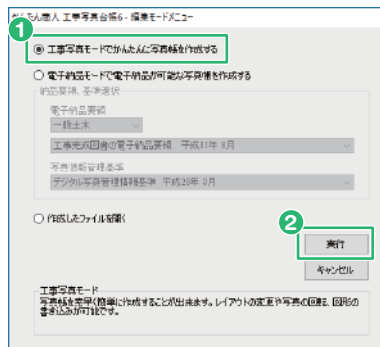 かんたん商人 工事写真台帳6 - 編集モードメニュー
1
工事写真モードでかんたんに写真帳を作成する
電子納品モードで電子納品が可能な写真帳を作成する
納品要領、基準選択
電子納品要領
一般土木
工事完成図書の電子納品要領 平成31年 3月
写真情報管理基準
デジタル写真管理情報基準 平成28年 3月
作成したファイルを開く
2
実行
キャンセル
工事写真モード
写真帳を素早く簡単に作成することが出来ます。レイアウトの変更や写真の回転、図形の
書き込みが可能です。